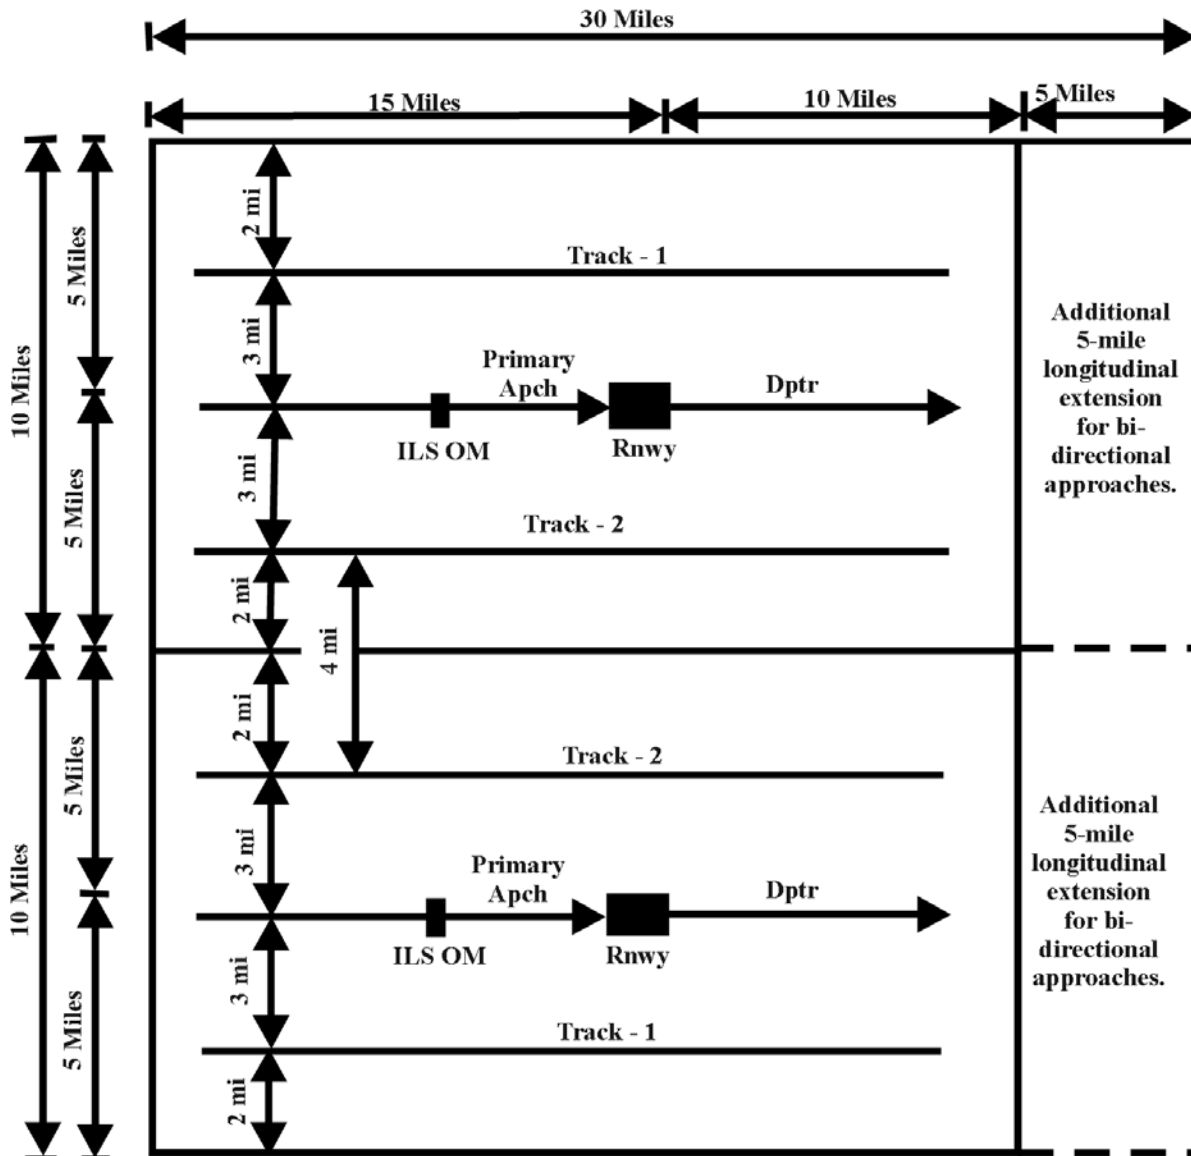 30 Miles
15 Miles
10 Miles
5 Miles
2 mi
Track - 1
5 Miles
3 mi
Primary
Apch
Dptr
ILS OM
Rnwy
10 Miles
Additional
5-mile
longitudinal
extension
for bi-
directional
approaches.
3 mi
5 Miles
Track - 2
2 mi
4 mi
2 mi
Track - 2
5 Miles
3 mi
Primary
Apch
Dptr
ILS OM
Rnwy
10 Miles
Additional
5-mile
longitudinal
extension
for bi-
directional
approaches.
3 mi
5 Miles
Track - 1
2 mi